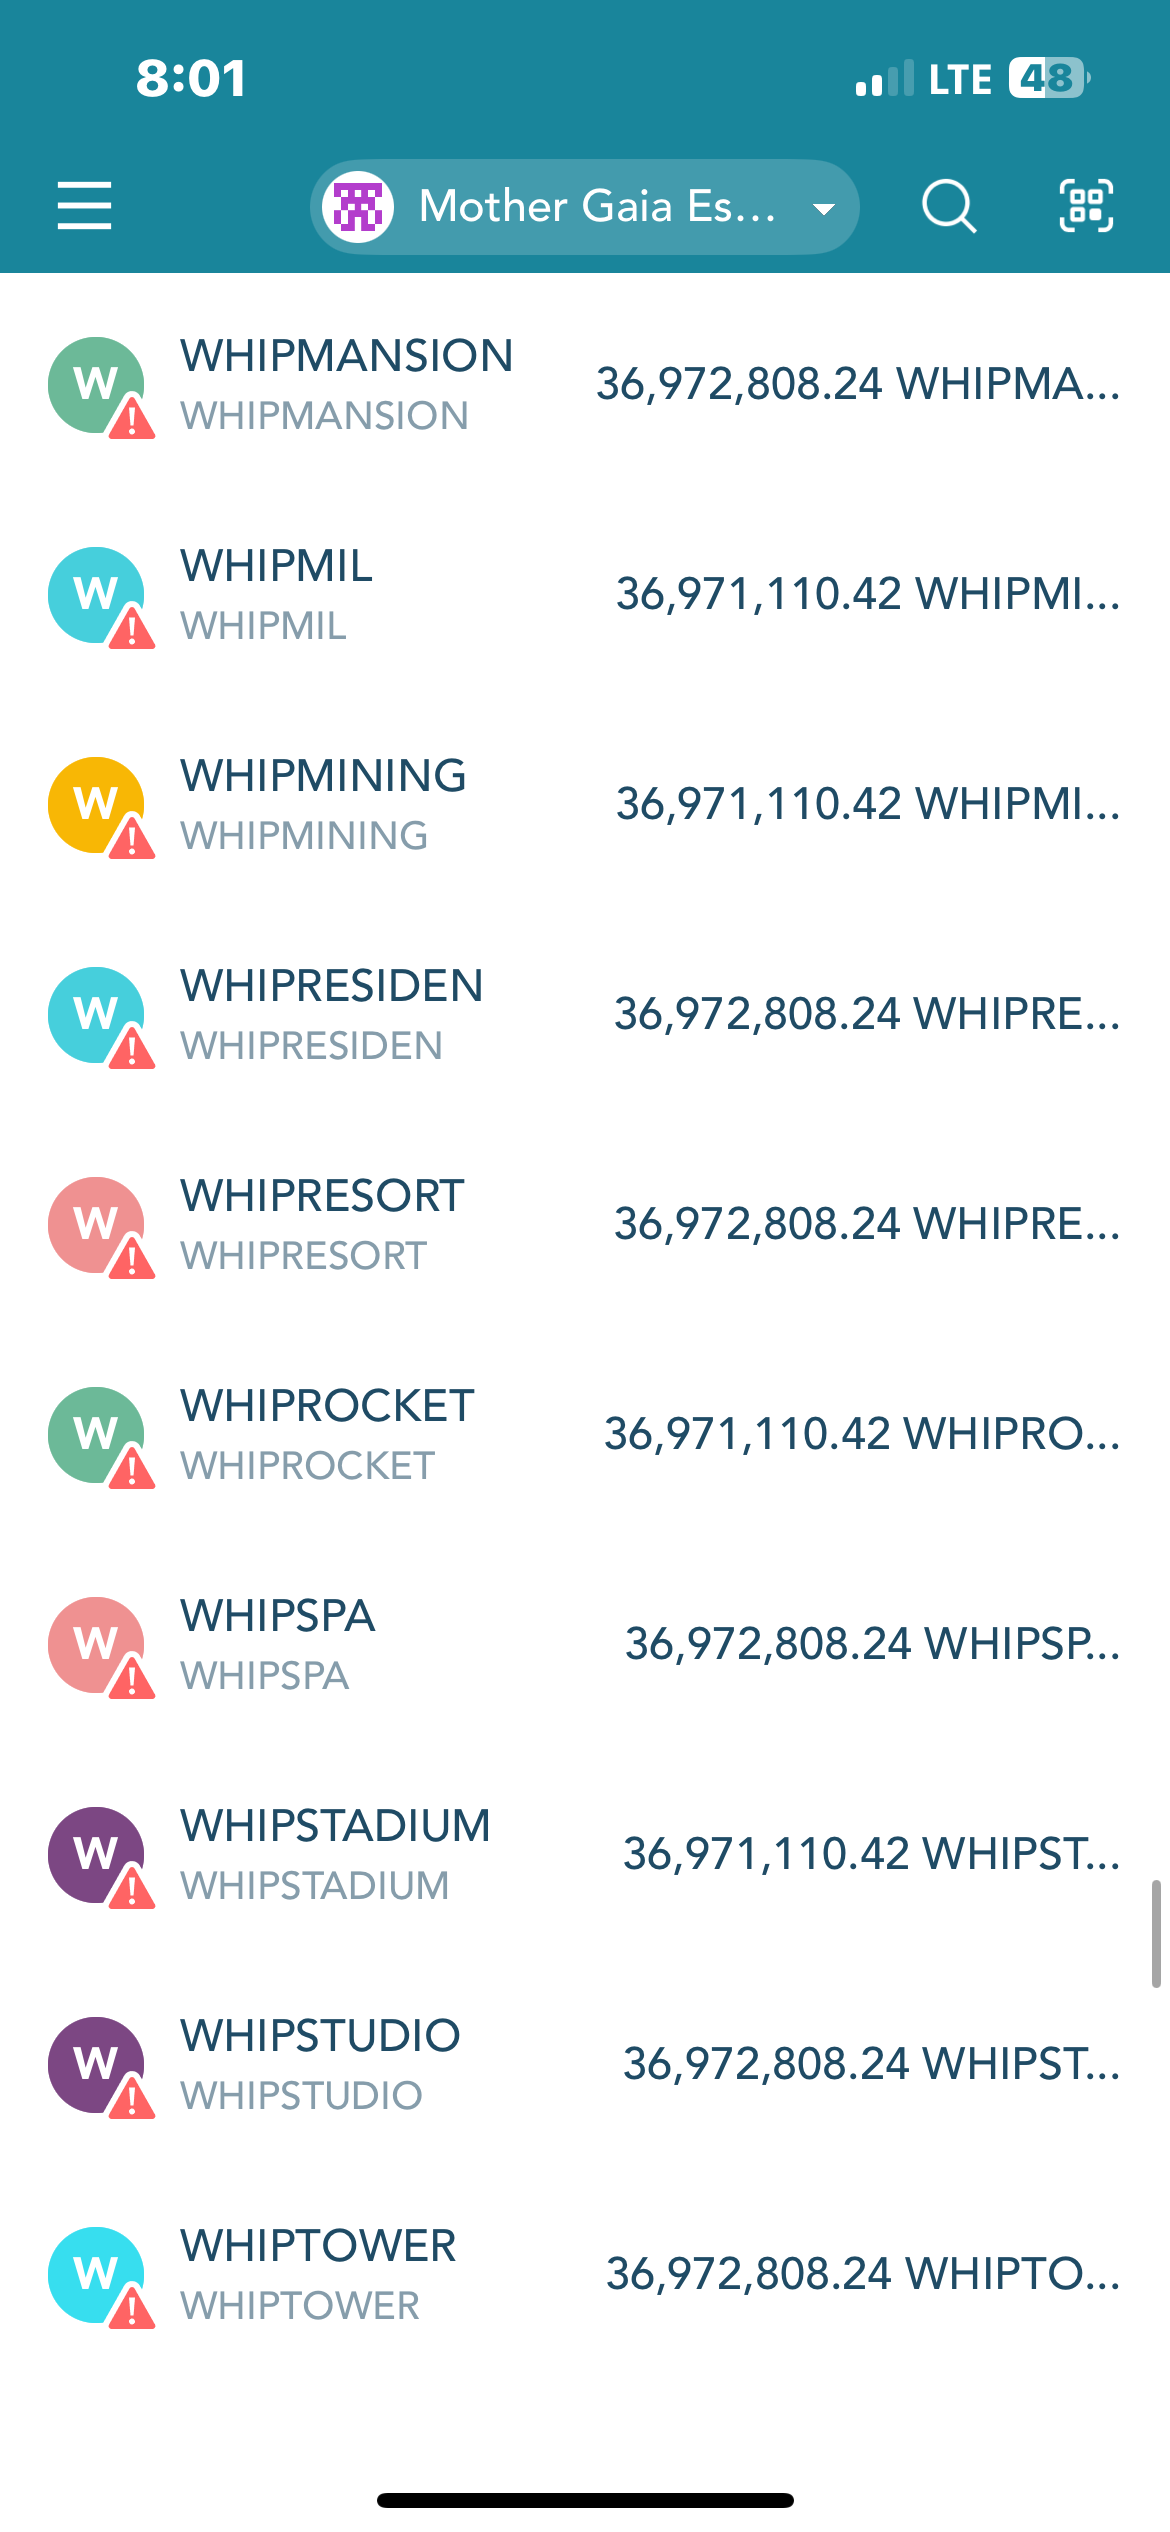 8:01 LTE 48
Mother Gaia Es...
W WHIPMANSION 36,972,808.24 WHIPMA...
WHIPMANSION
W WHIPMIL 36,971,110.42 WHIPMI...
WHIPMIL
W WHIPMINING 36,971,110.42 WHIPMI...
WHIPMINING
W WHIPRESIDEN 36,972,808.24 WHIPRE...
WHIPRESIDEN
W WHIPRESORT 36,972,808.24 WHIPRE...
WHIPRESORT
W WHIPROCKET 36,971,110.42 WHIPRO...
WHIPROCKET
W WHIPSPA 36,972,808.24 WHIPSP...
WHIPSPA
W WHIPSTADIUM 36,971,110.42 WHIPST...
WHIPSTADIUM
W WHIPSTUDIO 36,972,808.24 WHIPST...
WHIPSTUDIO
W WHIPTOWER 36,972,808.24 WHIPTO...
WHIPTOWER